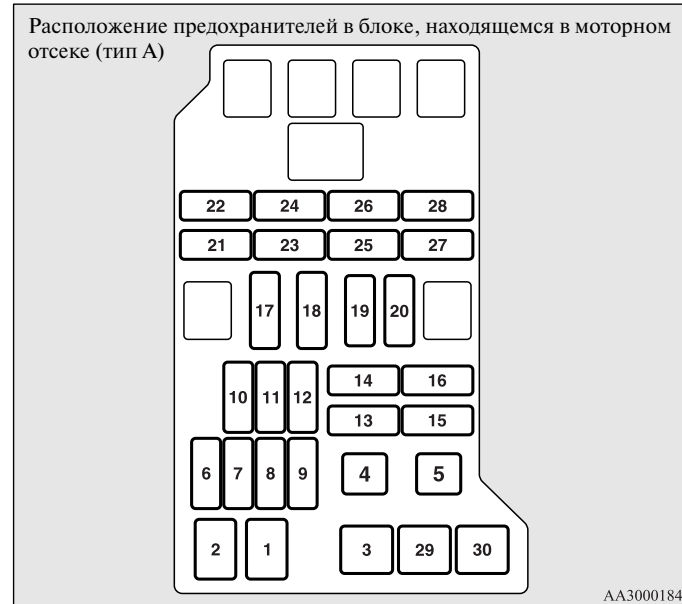 Расположение предохранителей в блоке, находящемся в моторном
отсеке (тип А)
22 24 26 28
21 23 25 27
17 18 19 20
14 16
10 11 12
13 15
6 7 8 9 4 5
2 1 3 29 30
AA3000184